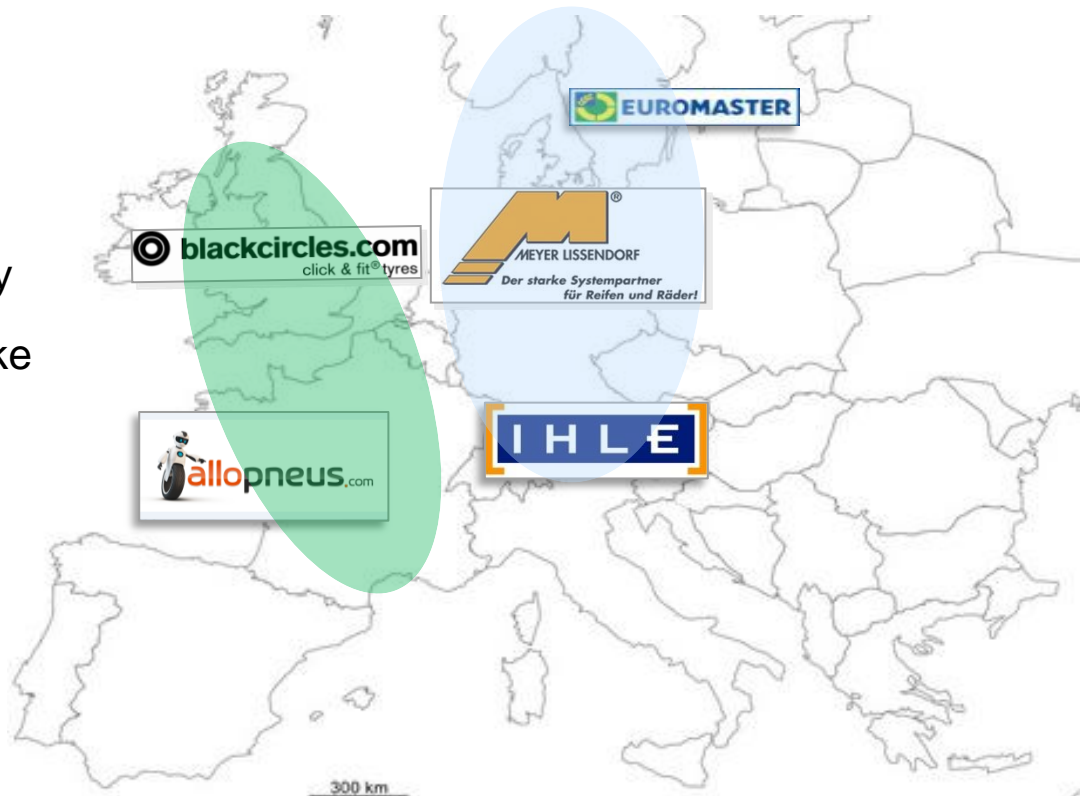 EUROMASTER
M®
MEYER LISSENDORF
Der starke Systempartner
für Reifen und Räder!
blackcircles.com
click & fit® tyres
y
ke
IHLE
allopneus.com
300 km